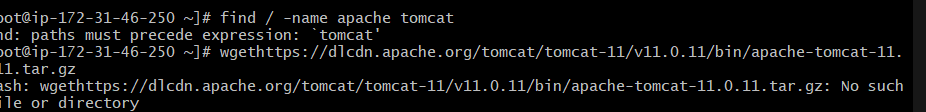 oot@ip-172-31-46-250 ~]# find / -name apache tomcat
nd: paths must precede expression: `tomcat'
oot@ip-172-31-46-250 ~]# wgethttps://dlcdn.apache.org/tomcat/tomcat-11/v11.0.11/bin/apache-tomcat-11.
11.tar.gz
ash: wgethttps://dlcdn.apache.org/tomcat/tomcat-11/v11.0.11/bin/apache-tomcat-11.0.11.tar.gz: No such
ile or directory